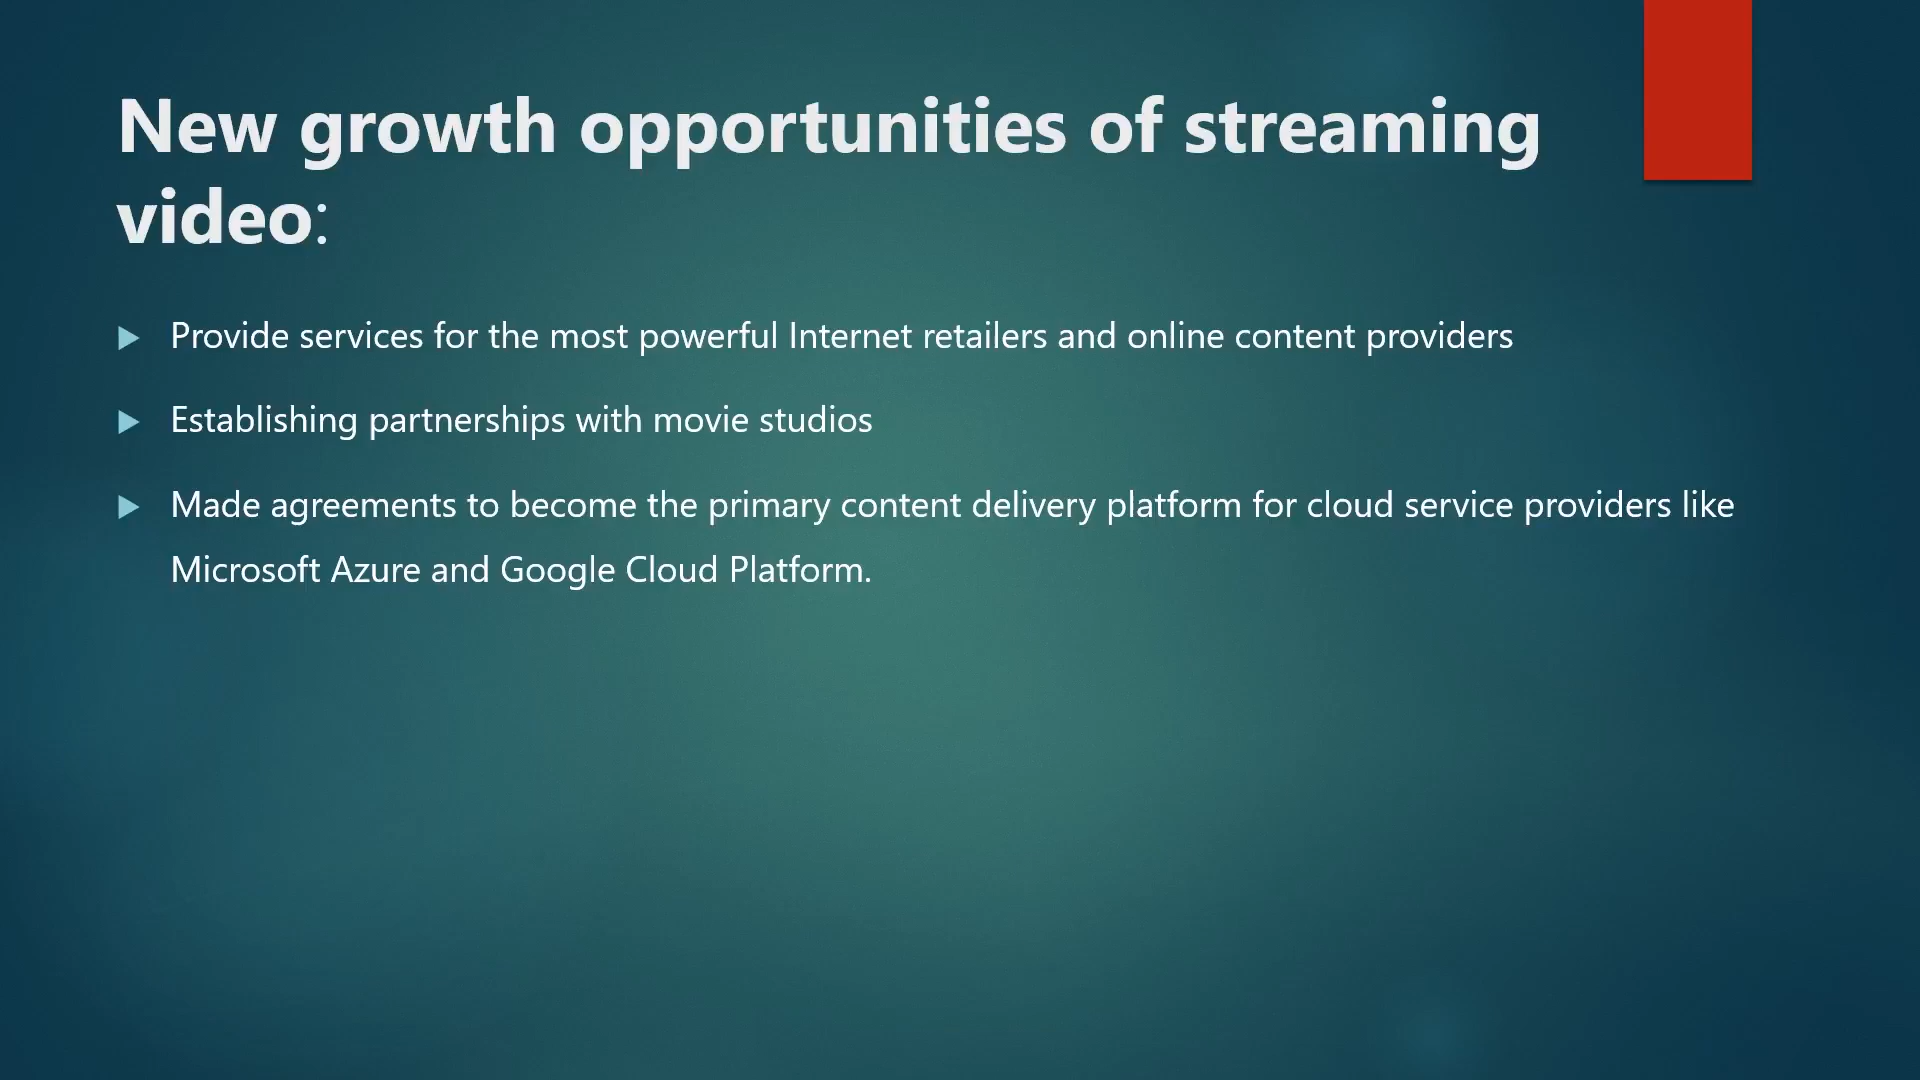 New growth opportunities of streaming
video:
Provide services for the most powerful Internet retailers and online content providers
Establishing partnerships with movie studios
Made agreements to become the primary content delivery platform for cloud service providers like
Microsoft Azure and Google Cloud Platform.